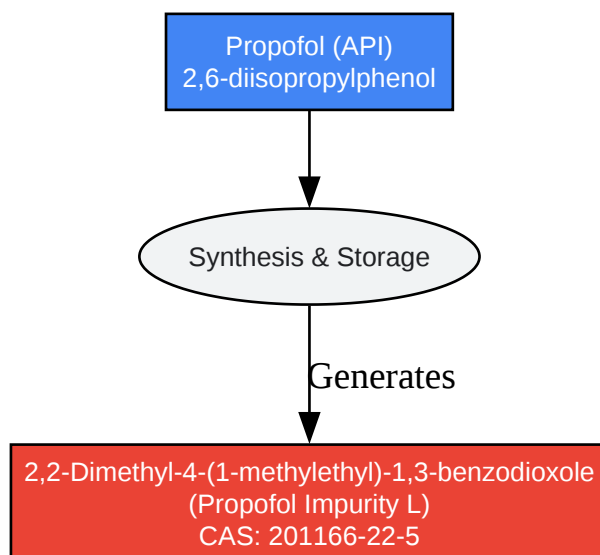 Propofol (API)
2,6-diisopropylphenol
Synthesis & Storage
Generates
2,2-Dimethyl-4-(1-methylethyl)-1,3-benzodioxole
(Propofol Impurity L)
CAS: 201166-22-5